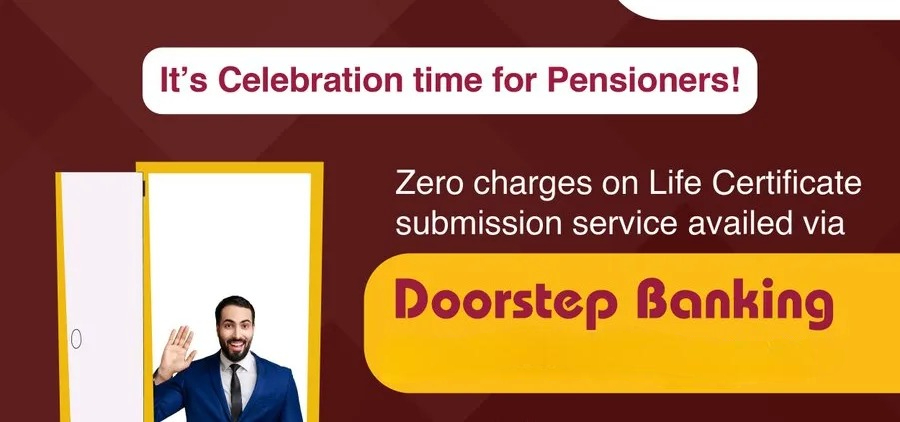 It's Celebration time for Pensioners!
Zero charges on Life Certificate
submission service availed via
Doorstep Banking